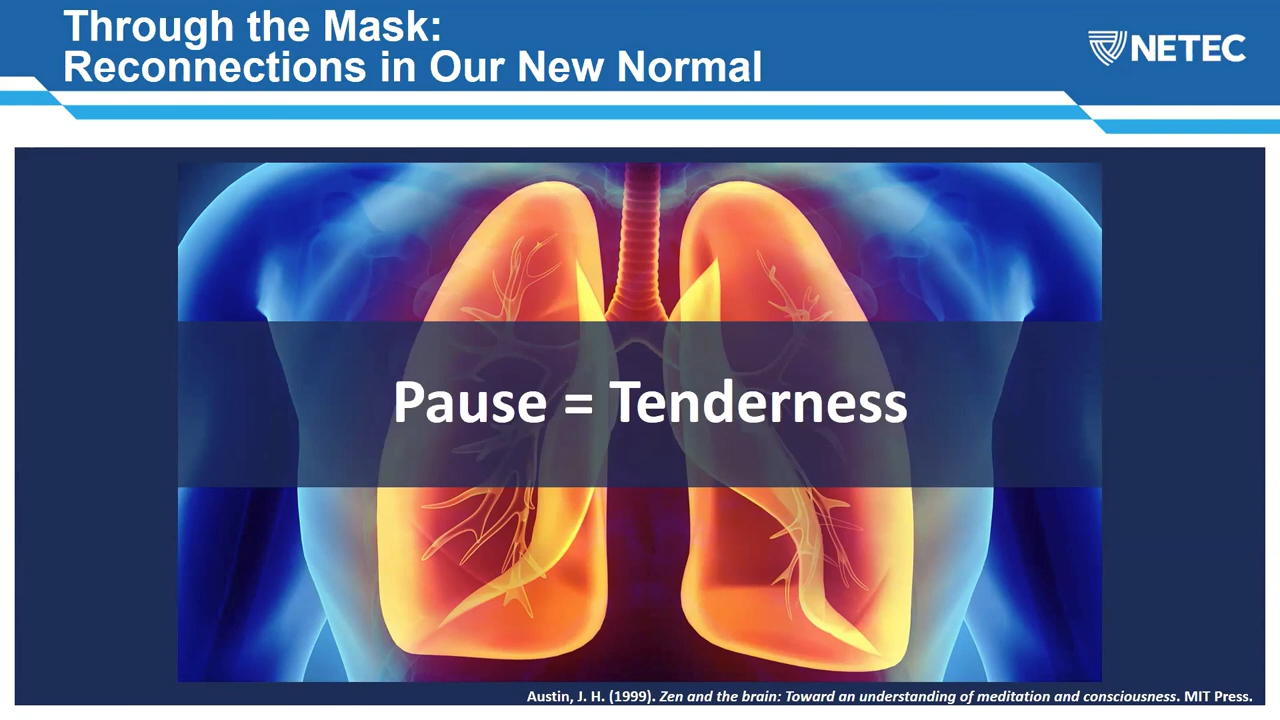 Through the Mask:
Reconnections in Our New Normal
NETEC
Pause = Tenderness
Austin, J. H. (1999). Zen and the brain: Toward an understanding of meditation and consciousness. MIT Press.